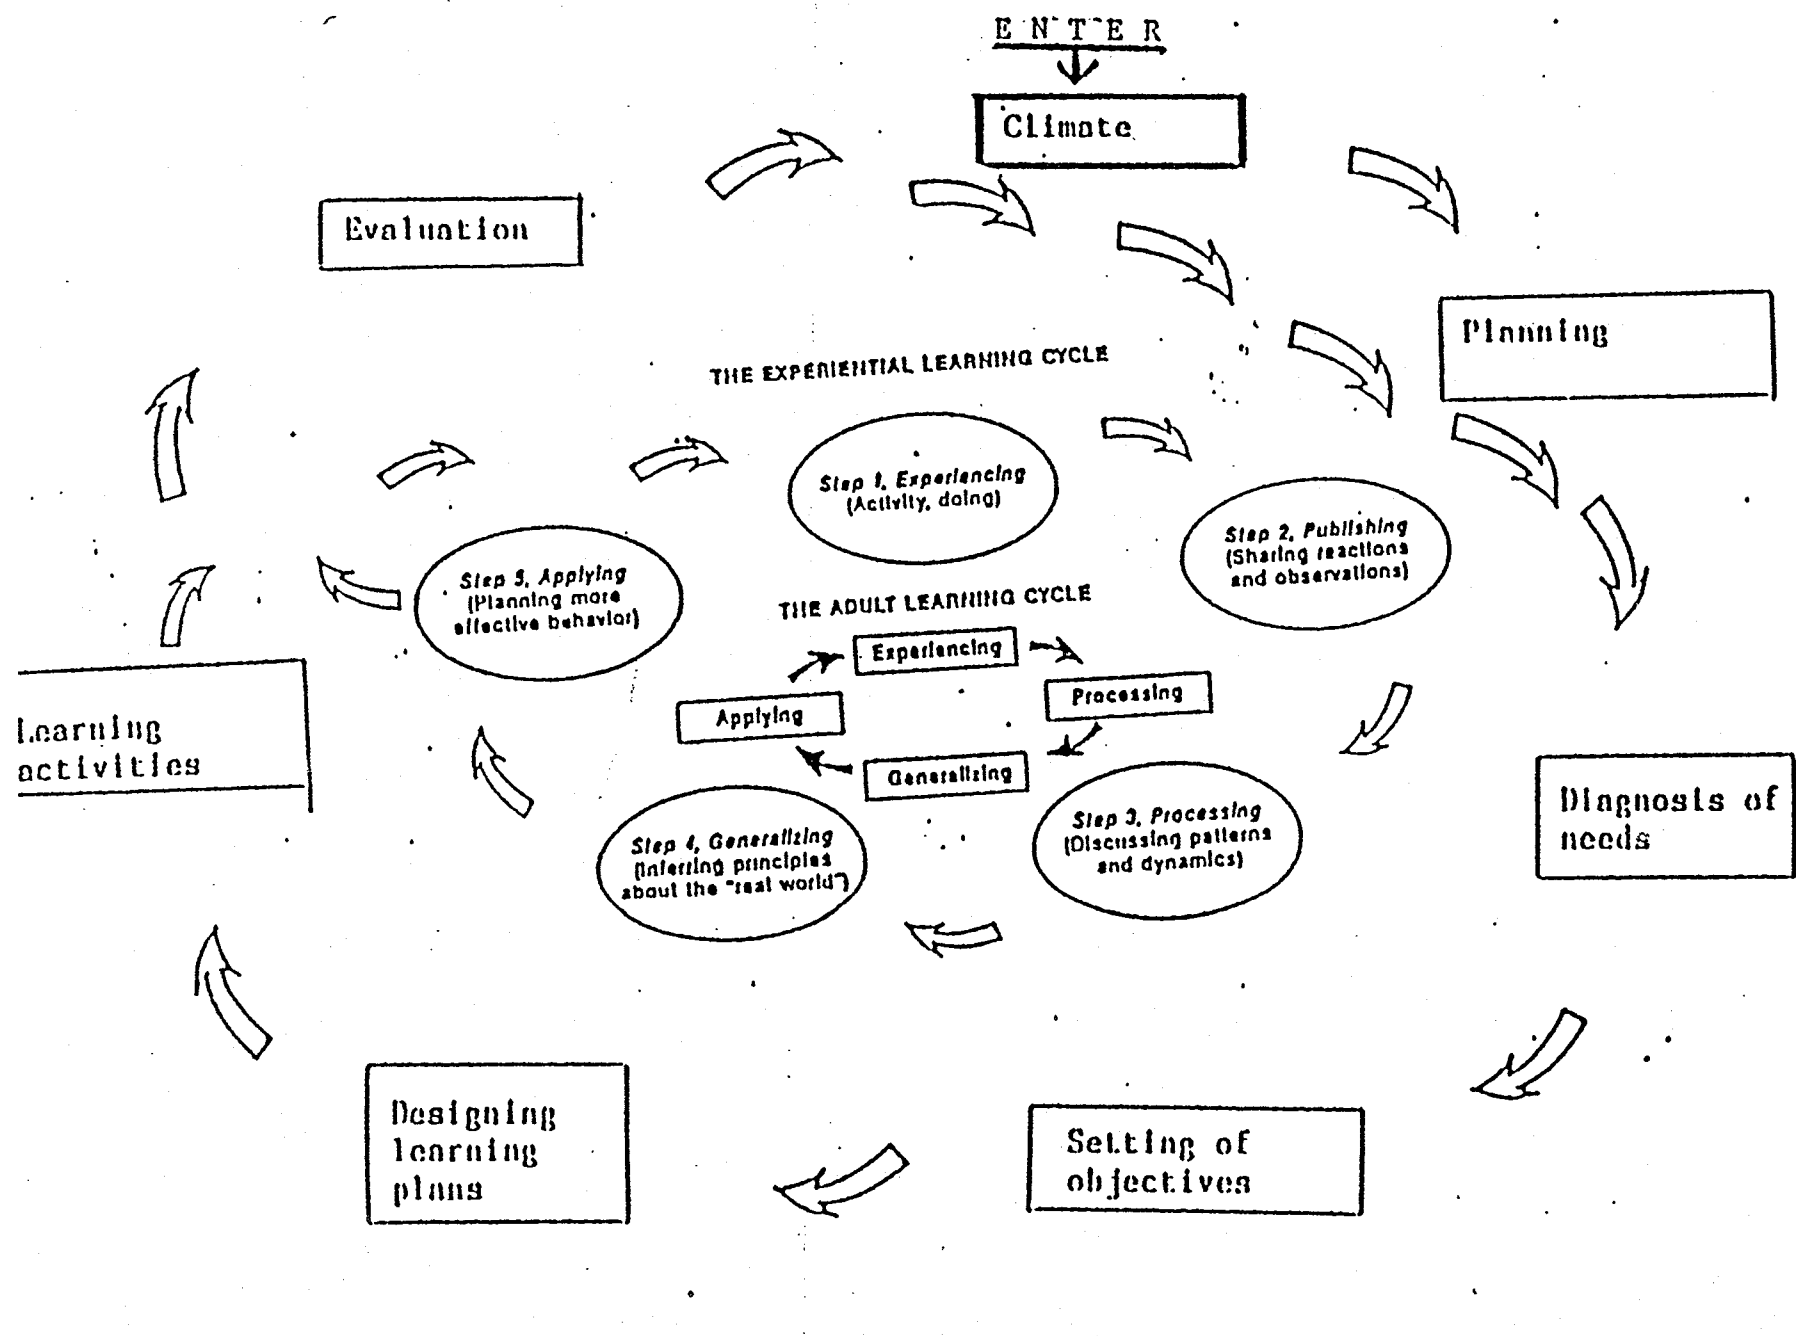 E N T E R
Climate
Evaluation
Planning
THE EXPERIENTIAL LEARNING CYCLE
Step 1, Experiencing
(Activity, doing)
Step 2, Publishing
(Sharing reactions
and observations)
Step 5, Applying
(Planning more
effective behavior)
THE ADULT LEARNING CYCLE
Experiencing
Processing
Applying
Generalizing
Learning
activities
Diagnosis of
needs
Step 3, Processing
(Discussing patterns
and dynamics)
Step 4, Generalizing
(Inferring principles
about the "real world")
Designing
learning
plans
Setting of
objectives